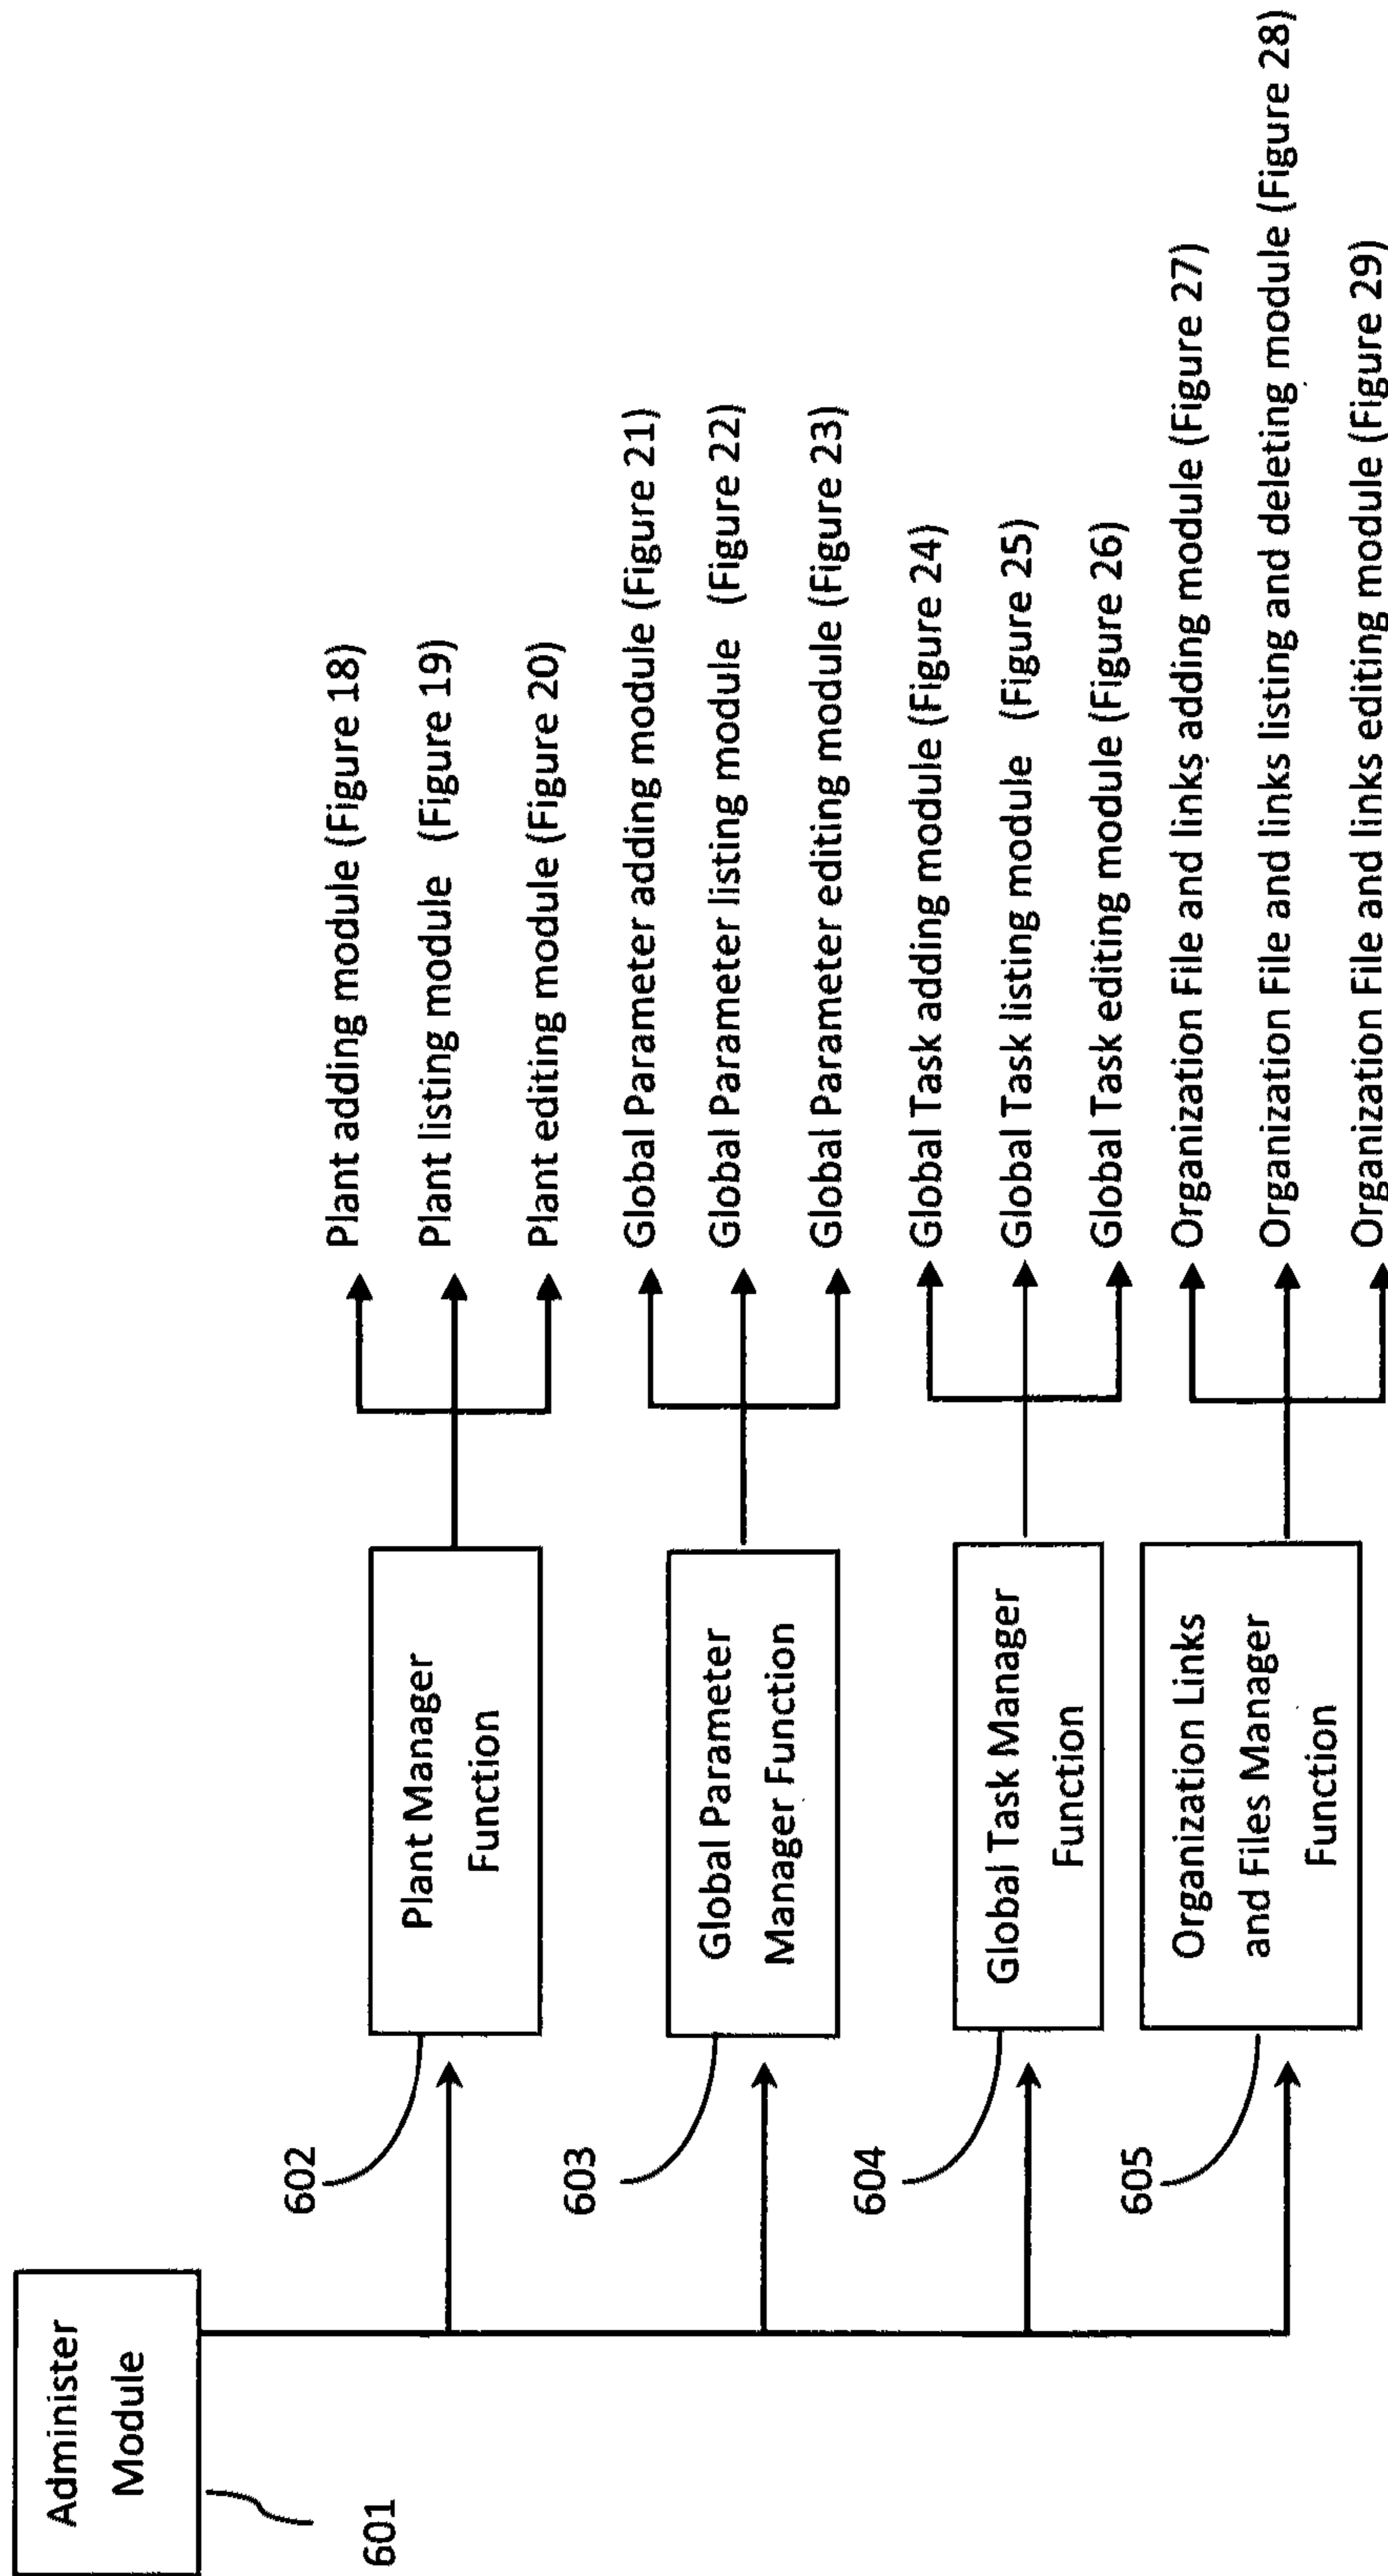 Administer
Module
601
602
Plant Manager
Function
Plant adding module (Figure 18)
Plant listing module (Figure 19)
Plant editing module (Figure 20)
603
Global Parameter
Manager Function
Global Parameter adding module (Figure 21)
Global Parameter listing module (Figure 22)
Global Parameter editing module (Figure 23)
604
Global Task Manager
Function
Global Task adding module (Figure 24)
Global Task listing module (Figure 25)
Global Task editing module (Figure 26)
605
Organization Links
and Files Manager
Function
Organization File and links adding module (Figure 27)
Organization File and links listing and deleting module (Figure 28)
Organization File and links editing module (Figure 29)